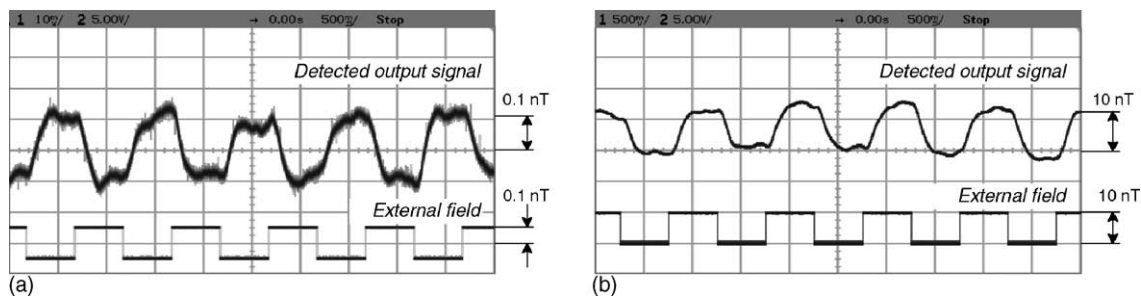 1 10㎷/ 2 5.00V/ → 0.00s 500㎳/ Stop
Detected output signal
0.1 nT
External field
0.1 nT
(a)
1 500㎷/ 2 5.00V/ → 0.00s 500㎳/ Stop
Detected output signal
10 nT
External field
10 nT
(b)